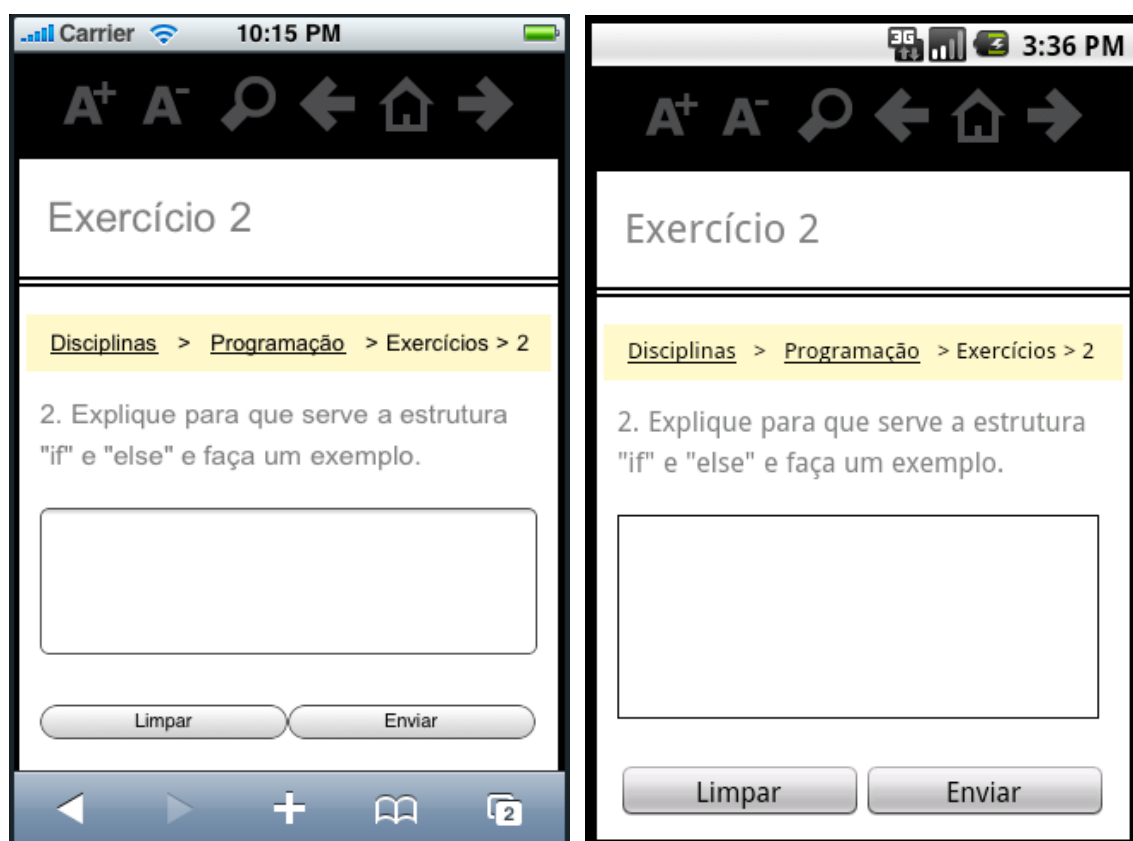 Carrier 10:15 PM
A+ A-
Exercício 2
Disciplinas > Programação > Exercícios > 2
2. Explique para que serve a estrutura
"if" e "else" e faça um exemplo.
Limpar Enviar
2
3G 3:36 PM
A+ A-
Exercício 2
Disciplinas > Programação > Exercícios > 2
2. Explique para que serve a estrutura
"if" e "else" e faça um exemplo.
Limpar Enviar